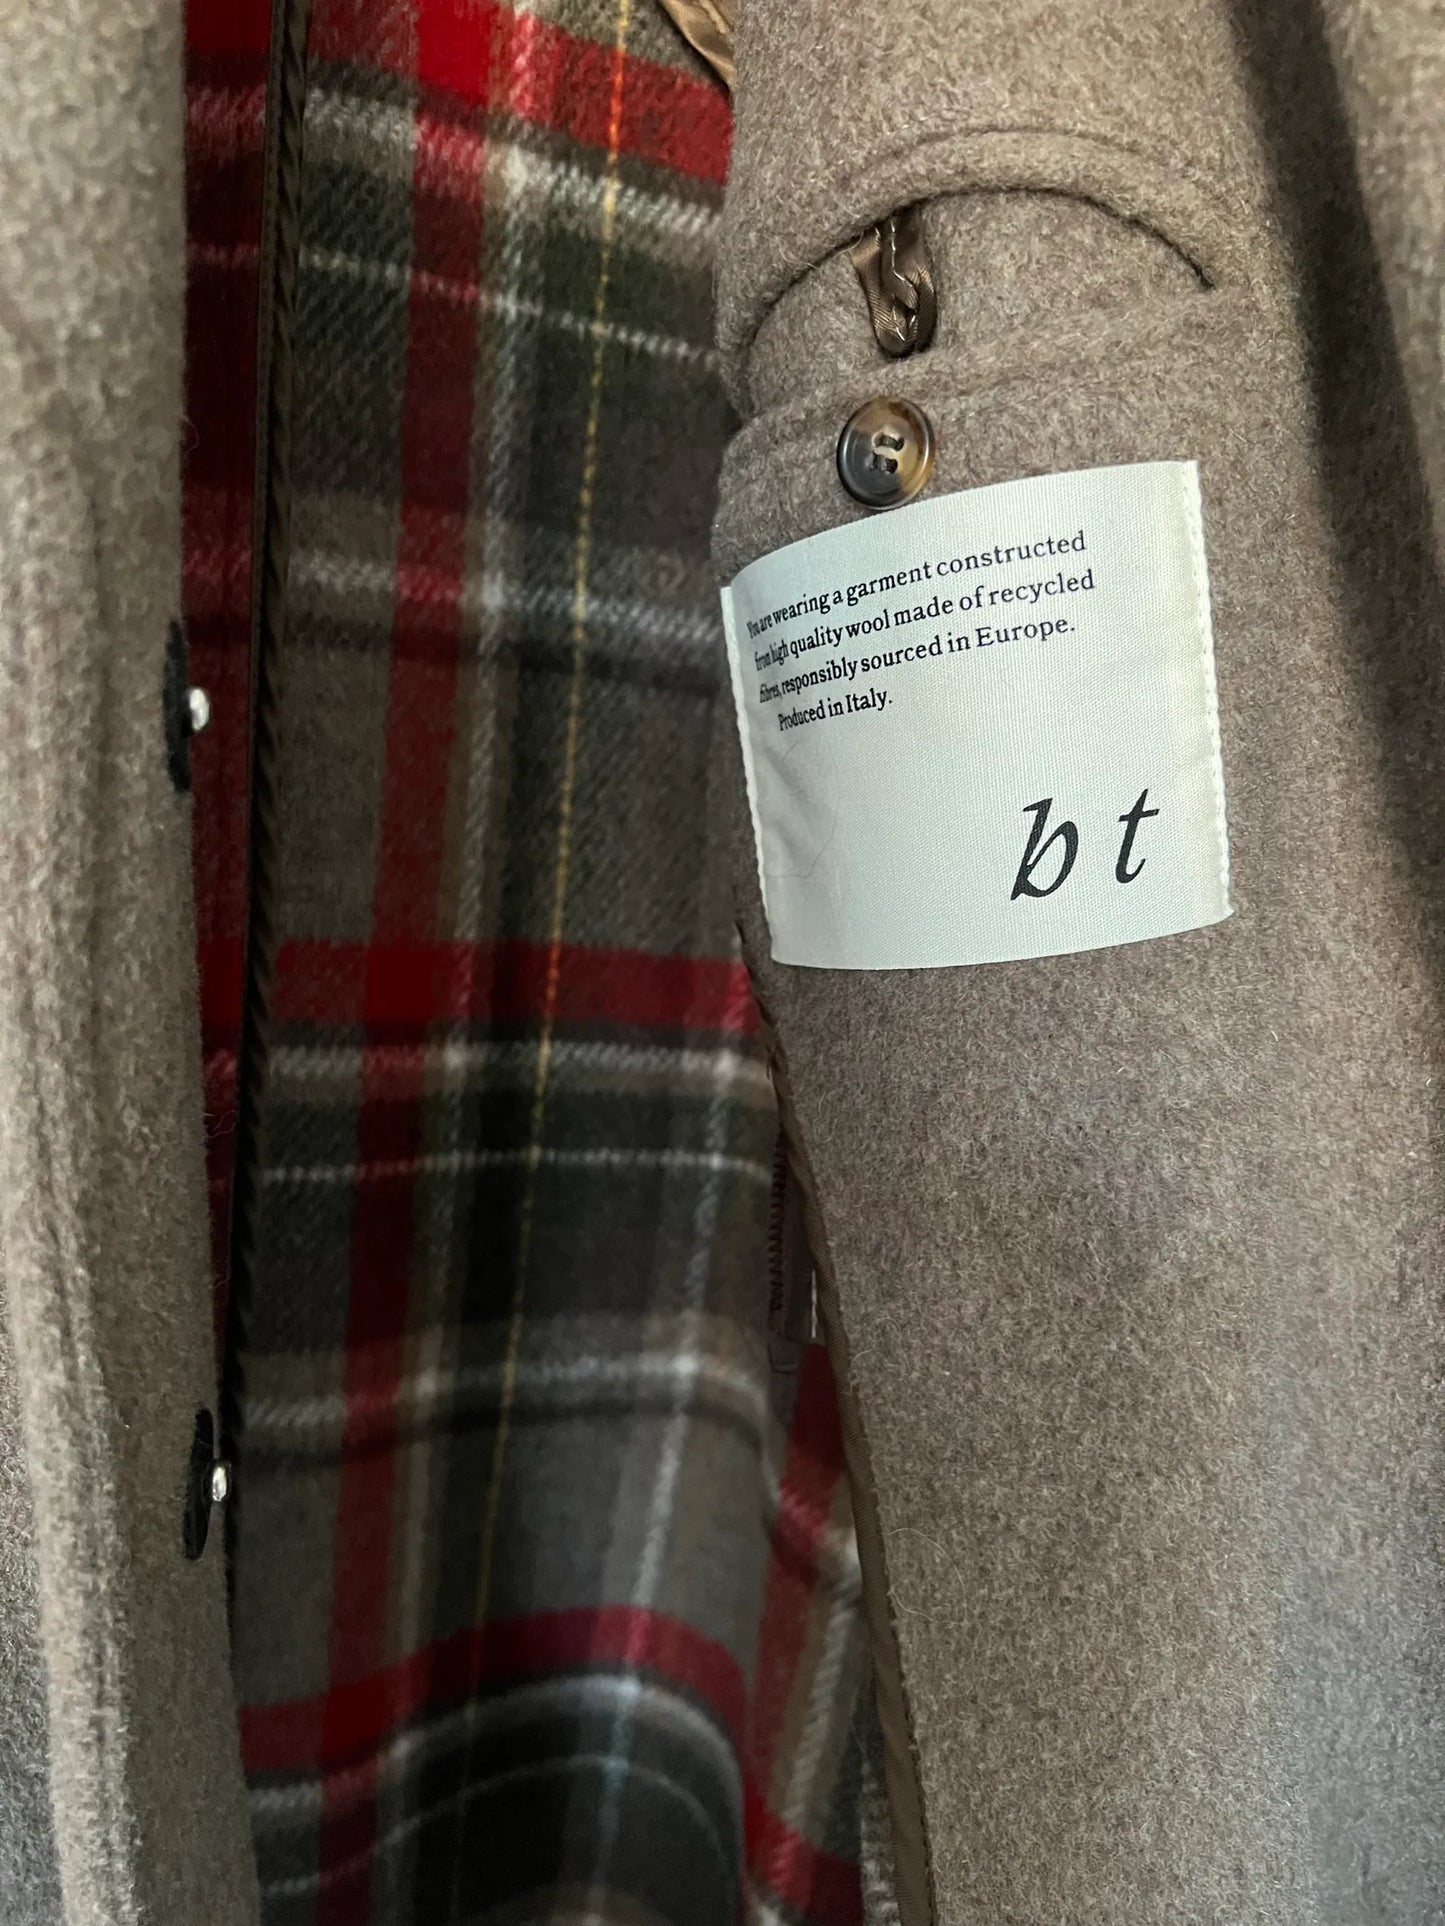 You are wearing a garment constructed
from high quality wool made of recycled
fibres, responsibly sourced in Europe.
Produced in Italy.
b t